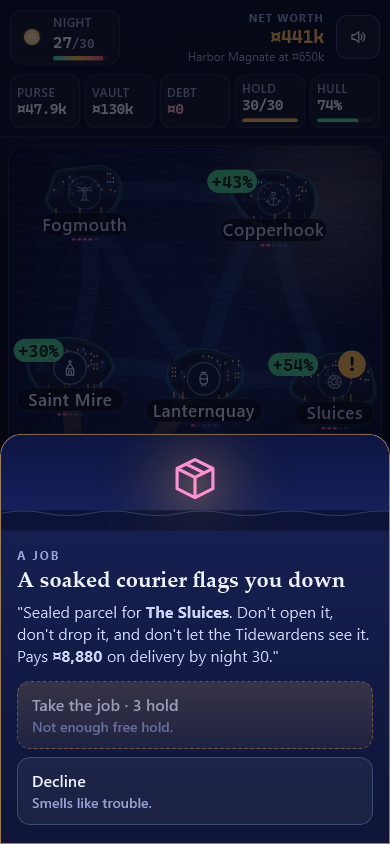 NIGHT
27/30
NET WORTH
¤441k
Harbor Magnate at ¤650k
PURSE
¤47.9k
VAULT
¤130k
DEBT
¤0
HOLD
30/30
HULL
74%
+43%
Fogmouth
Copperhook
+30%
+54%
!
Saint Mire
Lanternquay
Sluices
A JOB
A soaked courier flags you down
"Sealed parcel for The Sluices. Don't open it,
don't drop it, and don't let the Tidewardens see it.
Pays ¤8,880 on delivery by night 30."
Take the job · 3 hold
Not enough free hold.
Decline
Smells like trouble.